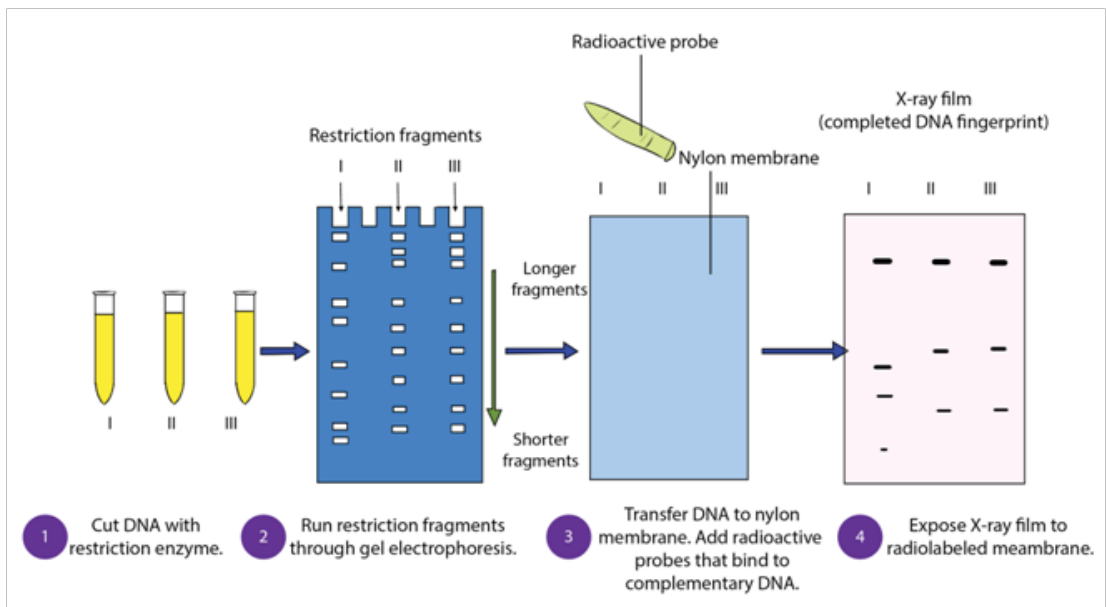 Radioactive probe
X-ray film
(completed DNA fingerprint)
Restriction fragments
I II III
Nylon membrane
I II III
I II III
Longer
fragments
I II III
Shorter
fragments
1 Cut DNA with
restriction enzyme.
2 Run restriction fragments
through gel electrophoresis.
3 Transfer DNA to nylon
membrane. Add radioactive
probes that bind to
complementary DNA.
4 Expose X-ray film to
radiolabeled meambrane.